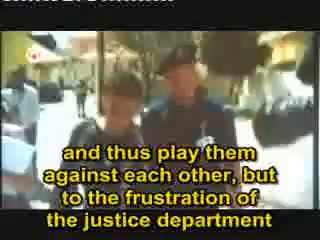 and thus play them
against each other, but
to the frustration of
the justice department